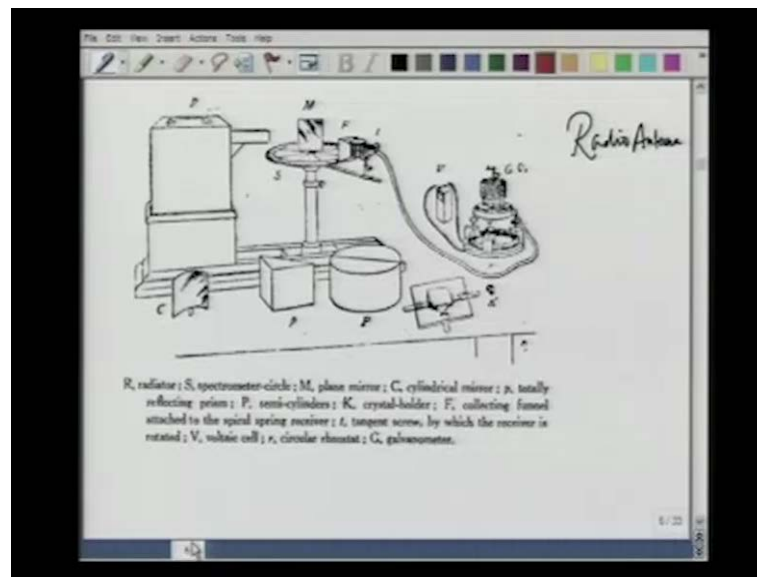 File Edit View Insert Actions Tools Help
B I
M
F
S
G
C
P
K
Radio Antenna
R, radiator ; S, spectrometer-circle ; M, plane mirror ; C, cylindrical mirror ; p, totally
reflecting prism ; P, semi-cylinders ; K, crystal-holder ; F, collecting funnel
attached to the spiral spring receiver ; t, tangent screw, by which the receiver is
rotated ; V, voltaic cell ; r, circular rheostat ; G, galvanometer.